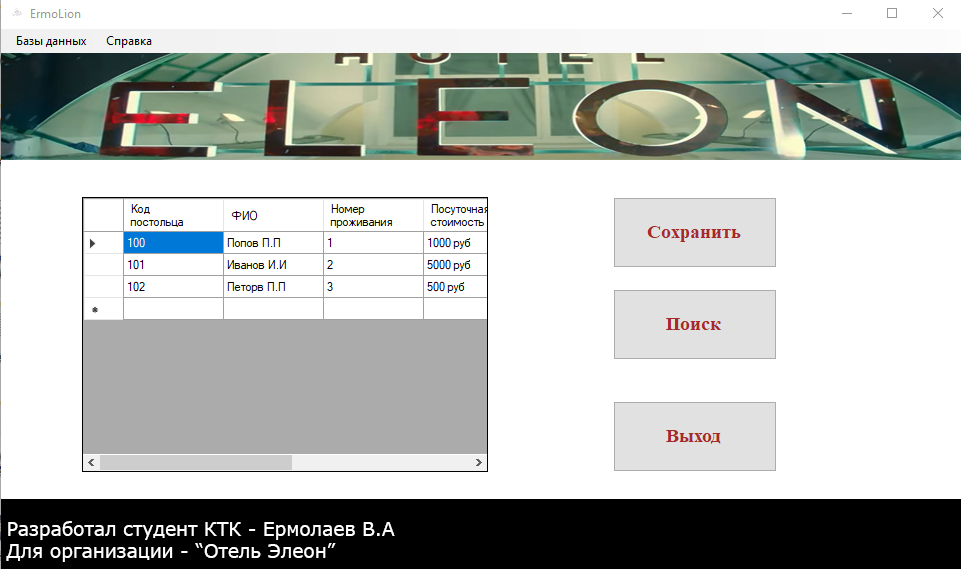 ErmoLion
Базы данных Справка
HOTEL
ELEON
Код постольца ФИО Номер проживания Посуточная стоимость
100 Попов П.П 1 1000 руб
101 Иванов И.И 2 5000 руб
102 Петорв П.П 3 500 руб
Сохранить
Поиск
Выход
Разработал студент КТК - Ермолаев В.А
Для организации - “Отель Элеон”